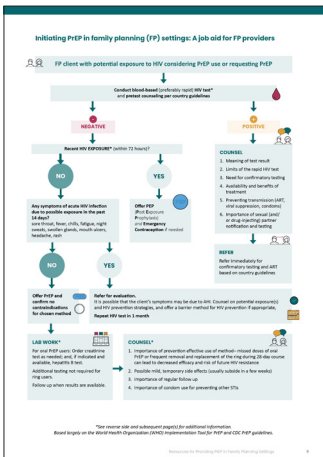 Initiating PrEP in family planning (FP) settings: A job aid for FP providers
FP client with potential exposure to HIV considering PrEP use or requesting PrEP
Conduct blood-based (preferably rapid) HIV test*
and pretest counseling per country guidelines
NEGATIVE
POSITIVE
Recent HIV EXPOSURE* (within 72 hours)?
NO
YES
Any symptoms of acute HIV infection
due to possible exposure in the past
14 days?
sore throat, fever, chills, fatigue, night
sweats, swollen glands, mouth ulcers,
headache, rash
Offer PEP
(Post Exposure
Prophylaxis)
and Emergency
Contraception if needed
COUNSEL
1. Meaning of test result
2. Limits of the rapid HIV test
3. Need for confirmatory testing
4. Availability and benefits of
treatment
5. Preventing transmission (ART,
viral suppression, condoms)
6. Importance of sexual (and/
or drug-injecting) partner
notification and testing
REFER
Refer immediately for
confirmatory testing and ART
based on country guidelines
NO
YES
Offer PrEP and
confirm no
contraindications
for chosen method
Refer for evaluation.
It is possible that the client's symptoms may be due to AHI. Counsel on potential exposure(s)
and HIV prevention strategies, and offer a barrier method for HIV prevention if appropriate.
Repeat HIV test in 1 month
LAB WORK*
For oral PrEP users: Order creatinine
test as needed; and, if indicated and
available, hepatitis B test.
Additional testing not required for
ring users.
Follow up when results are available.
COUNSEL*
1. Importance of prevention-effective use of method—missed doses of oral
PrEP or frequent removal and replacement of the ring during 28-day course
can lead to decreased efficacy and risk of future HIV resistance
2. Possible mild, temporary side effects (usually subside in a few weeks)
3. Importance of regular follow up
4. Importance of condom use for preventing other STIs
*See reverse side and subsequent page(s) for additional information.
Based largely on the World Health Organization (WHO) Implementation Tool for PrEP and CDC PrEP guidelines.
Resources for Providing PrEP in Family Planning Settings